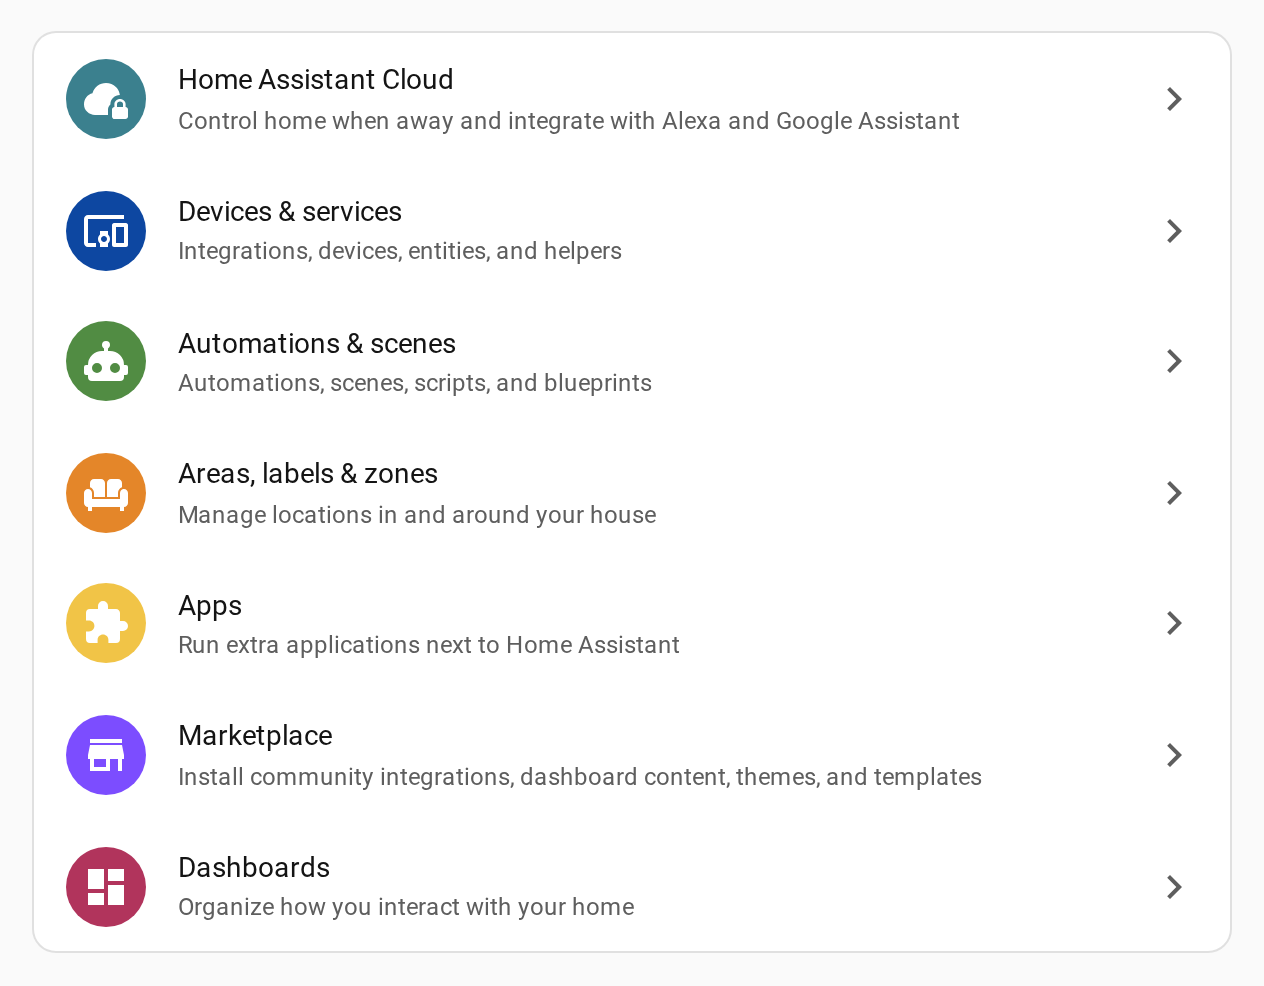 Home Assistant Cloud
Control home when away and integrate with Alexa and Google Assistant
Devices & services
Integrations, devices, entities, and helpers
Automations & scenes
Automations, scenes, scripts, and blueprints
Areas, labels & zones
Manage locations in and around your house
Apps
Run extra applications next to Home Assistant
Marketplace
Install community integrations, dashboard content, themes, and templates
Dashboards
Organize how you interact with your home